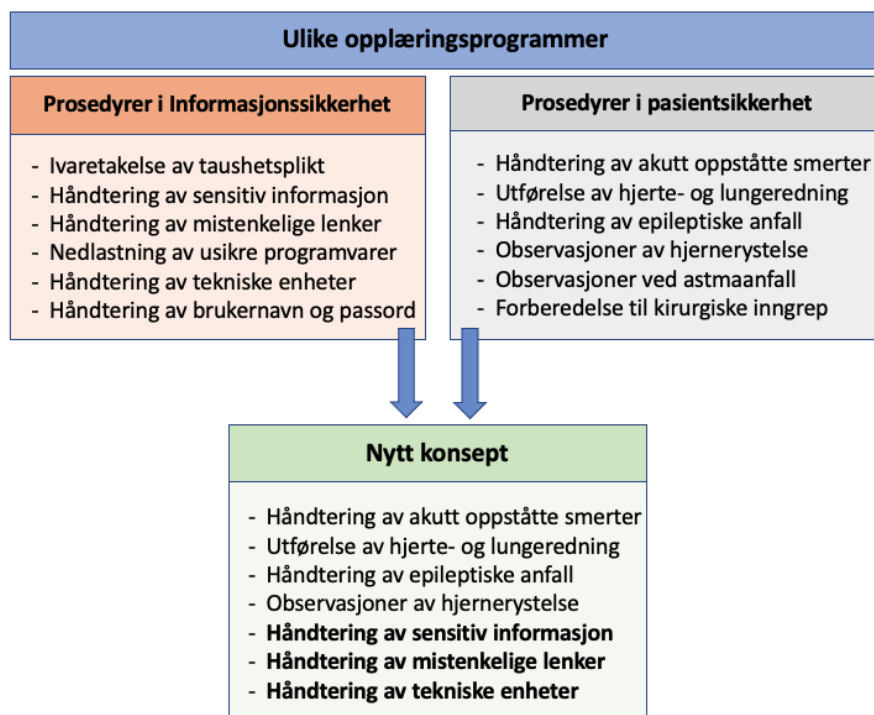 Ulike opplæringsprogrammer
Prosedyrer i Informasjonssikkerhet
- Ivaretakelse av taushetsplikt
- Håndtering av sensitiv informasjon
- Håndtering av mistenkelige lenker
- Nedlastning av usikre programvarer
- Håndtering av tekniske enheter
- Håndtering av brukernavn og passord
Prosedyrer i pasientsikkerhet
- Håndtering av akutt oppståtte smerter
- Utførelse av hjerte- og lungeredning
- Håndtering av epileptiske anfall
- Observasjoner av hjernerystelse
- Observasjoner ved astmaanfall
- Forberedelse til kirurgiske inngrep
Nytt konsept
- Håndtering av akutt oppståtte smerter
- Utførelse av hjerte- og lungeredning
- Håndtering av epileptiske anfall
- Observasjoner av hjernerystelse
- Håndtering av sensitiv informasjon
- Håndtering av mistenkelige lenker
- Håndtering av tekniske enheter